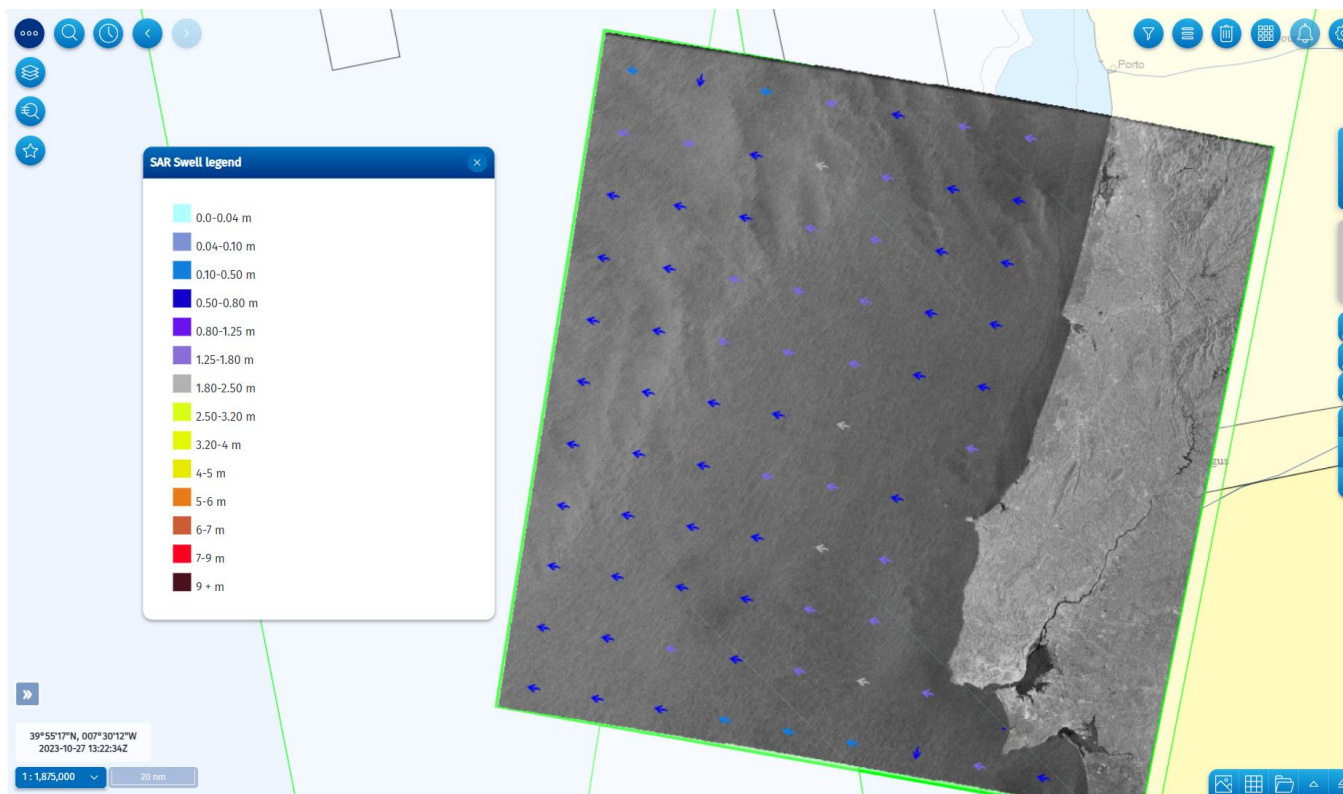 Porto
SAR Swell legend
0.0-0.04 m
0.04-0.10 m
0.10-0.50 m
0.50-0.80 m
0.80-1.25 m
1.25-1.80 m
1.80-2.50 m
2.50-3.20 m
3.20-4 m
4-5 m
5-6 m
6-7 m
7-9 m
9 + m
gus
39°55'17"N, 007°30'12"W
2023-10-27 13:22:34Z
1 : 1,875,000
20 nm